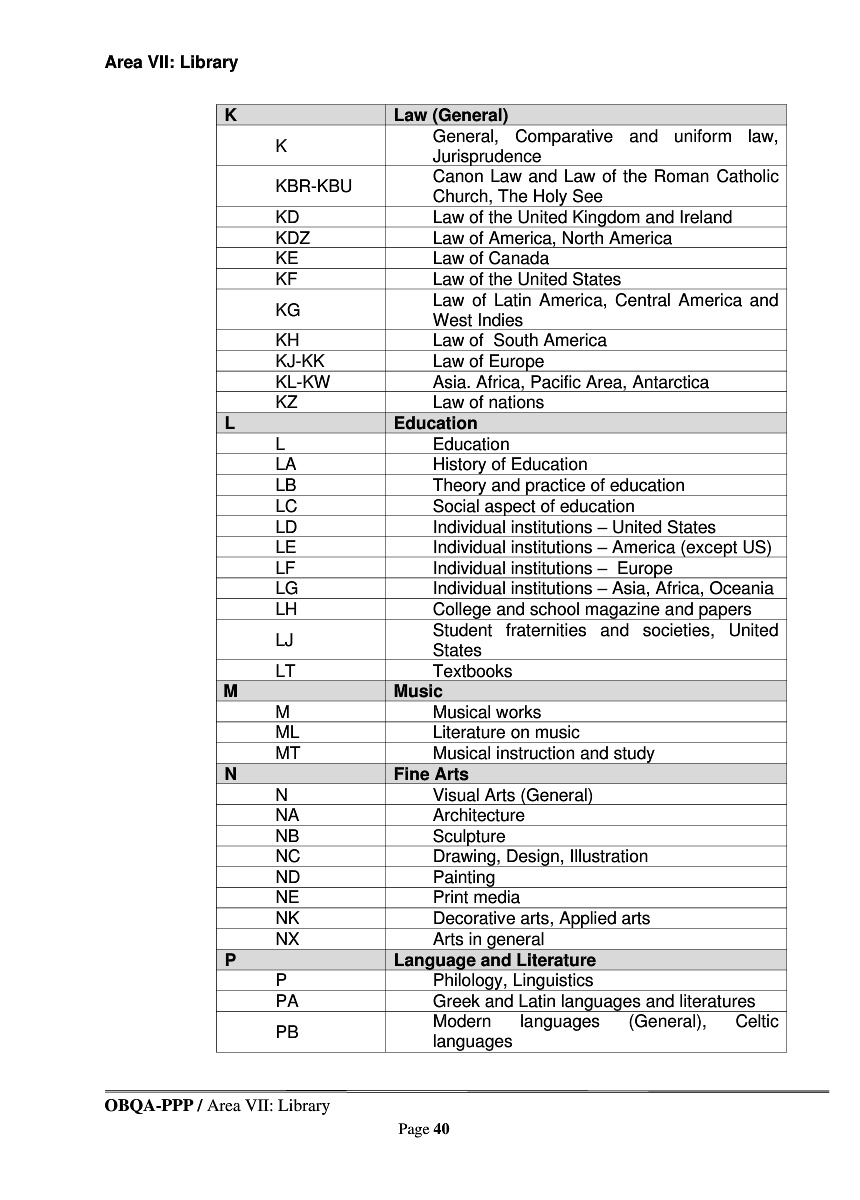 Area VII: Library
K Law (General)
K General, Comparative and uniform law,
Jurisprudence
KBR-KBU Canon Law and Law of the Roman Catholic
Church, The Holy See
KD Law of the United Kingdom and Ireland
KDZ Law of America, North America
KE Law of Canada
KF Law of the United States
KG Law of Latin America, Central America and
West Indies
KH Law of South America
KJ-KK Law of Europe
KL-KW Asia. Africa, Pacific Area, Antarctica
KZ Law of nations
L Education
L Education
LA History of Education
LB Theory and practice of education
LC Social aspect of education
LD Individual institutions – United States
LE Individual institutions – America (except US)
LF Individual institutions – Europe
LG Individual institutions – Asia, Africa, Oceania
LH College and school magazine and papers
LJ Student fraternities and societies, United
States
LT Textbooks
M Music
M Musical works
ML Literature on music
MT Musical instruction and study
N Fine Arts
N Visual Arts (General)
NA Architecture
NB Sculpture
NC Drawing, Design, Illustration
ND Painting
NE Print media
NK Decorative arts, Applied arts
NX Arts in general
P Language and Literature
P Philology, Linguistics
PA Greek and Latin languages and literatures
PB Modern languages (General), Celtic
languages
OBQA-PPP / Area VII: Library
Page 40